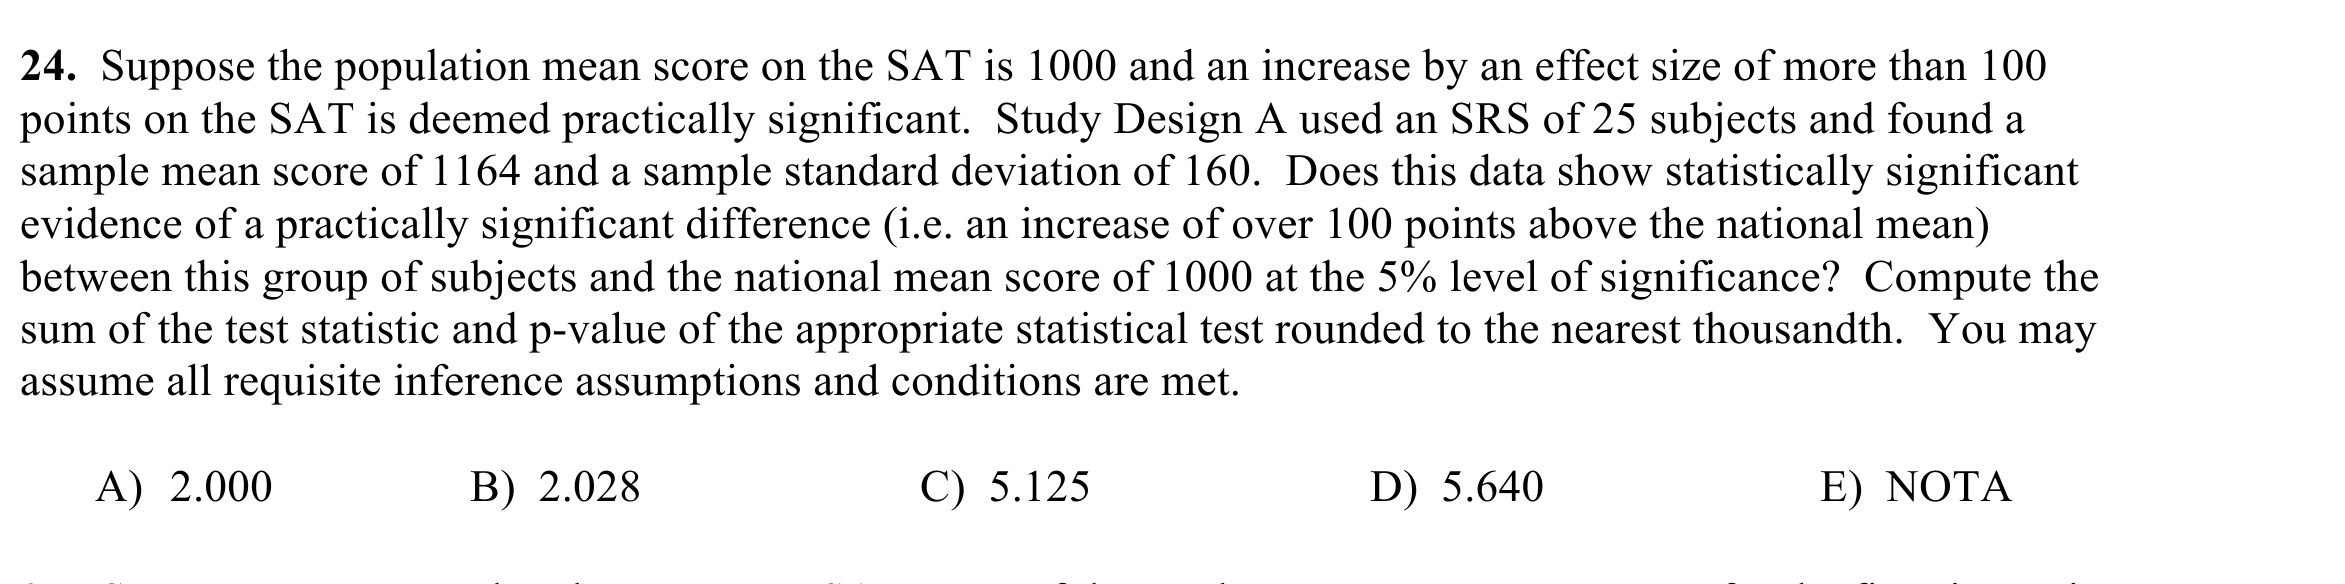 24. Suppose the population mean score on the SAT is 1000 and an increase by an effect size of more than 100
points on the SAT is deemed practically significant. Study Design A used an SRS of 25 subjects and found a
sample mean score of 1164 and a sample standard deviation of 160. Does this data show statistically significant
evidence of a practically significant difference (i.e. an increase of over 100 points above the national mean)
between this group of subjects and the national mean score of 1000 at the 5% level of significance? Compute the
sum of the test statistic and p-value of the appropriate statistical test rounded to the nearest thousandth. You may
assume all requisite inference assumptions and conditions are met.
A) 2.000 B) 2.028 C) 5.125 D) 5.640 E) NOTA